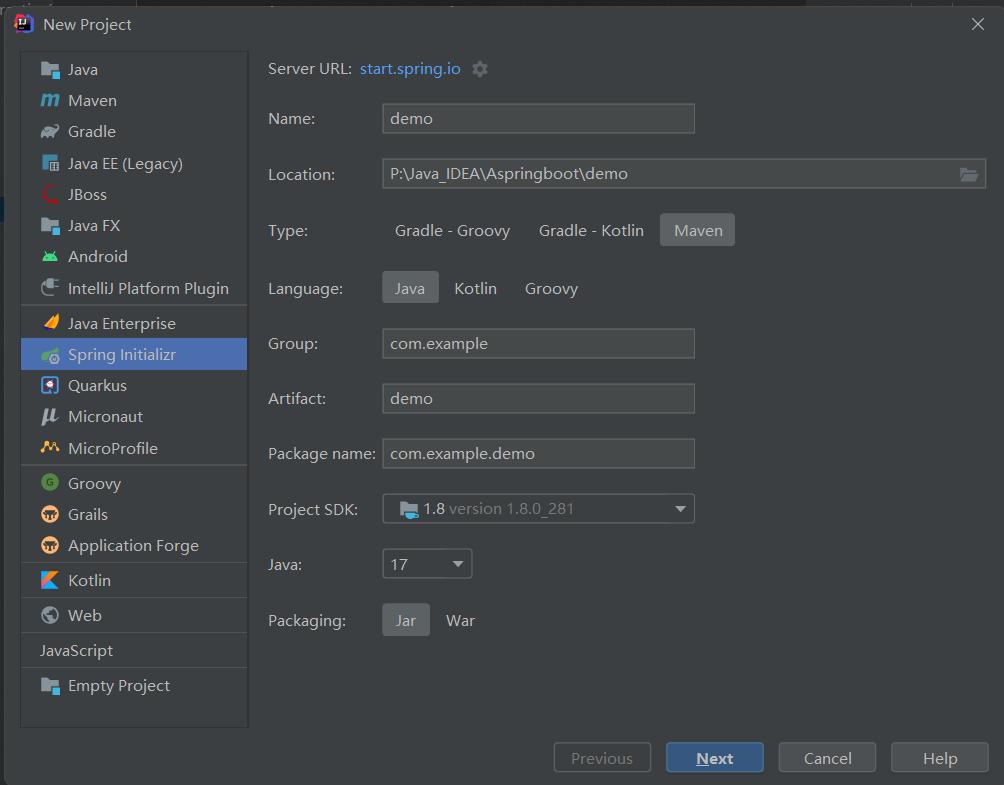 New Project
Java
Maven
Gradle
Java EE (Legacy)
JBoss
Java FX
Android
IntelliJ Platform Plugin
Java Enterprise
Spring Initializr
Quarkus
Micronaut
MicroProfile
Groovy
Grails
Application Forge
Kotlin
Web
JavaScript
Empty Project
Server URL: start.spring.io
Name: demo
Location: P:\Java_IDEA\Aspringboot\demo
Type: Gradle - Groovy Gradle - Kotlin Maven
Language: Java Kotlin Groovy
Group: com.example
Artifact: demo
Package name: com.example.demo
Project SDK: 1.8 version 1.8.0_281
Java: 17
Packaging: Jar War
Previous Next Cancel Help